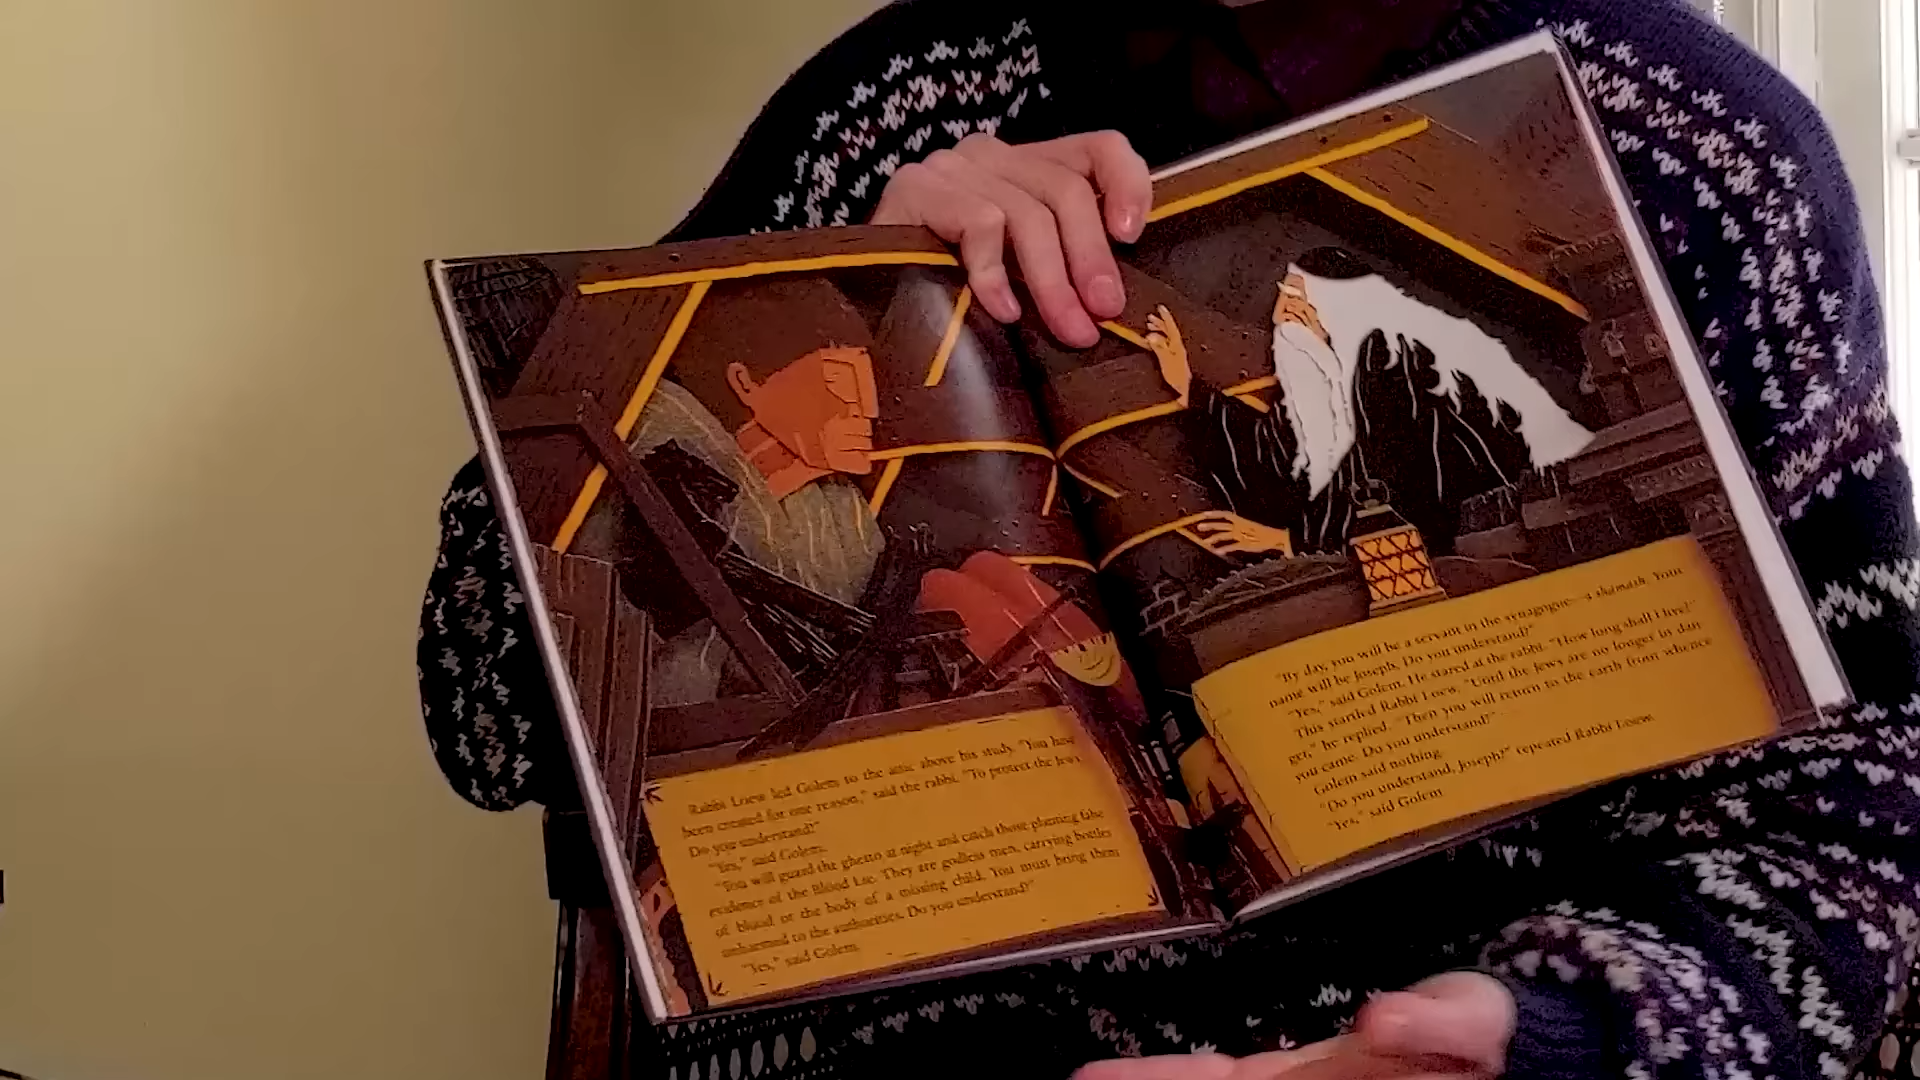 Rabbi Loew led Golem to the attic above his study. "You have
been created for one reason," said the rabbi. "To protect the Jews.
Do you understand?"
"Yes," said Golem.
"You will guard the ghetto at night and catch those planting false
evidence of the Blood Lie. They are godless men, carrying bottles
of blood or the body of a missing child. You must bring them
unharmed to the authorities. Do you understand?"
"Yes," said Golem.
"By day, you will be a servant in the synagogue—a shamash. Your
name will be Joseph. Do you understand?"
"Yes," said Golem. He stared at the rabbi. "How long shall I live?"
This startled Rabbi Loew. "Until the Jews are no longer in dan-
ger," he replied. "Then you will return to the earth from whence
you came. Do you understand?"
Golem said nothing.
"Do you understand, Joseph?" repeated Rabbi Loew.
"Yes," said Golem.